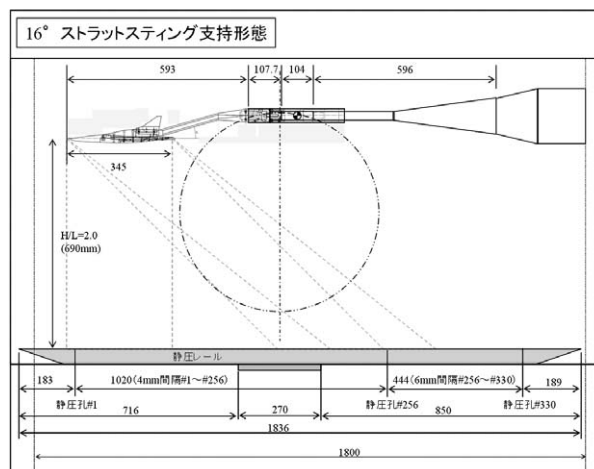 16° ストラットスティング支持形態
593
107.7
104
596
345
H/L=2.0
(690mm)
静圧レール
183
1020(4mm間隔#1～#256)
444(6mm間隔#256～#330)
189
静圧孔#1
静圧孔#256
静圧孔#330
716
270
850
1836
1800